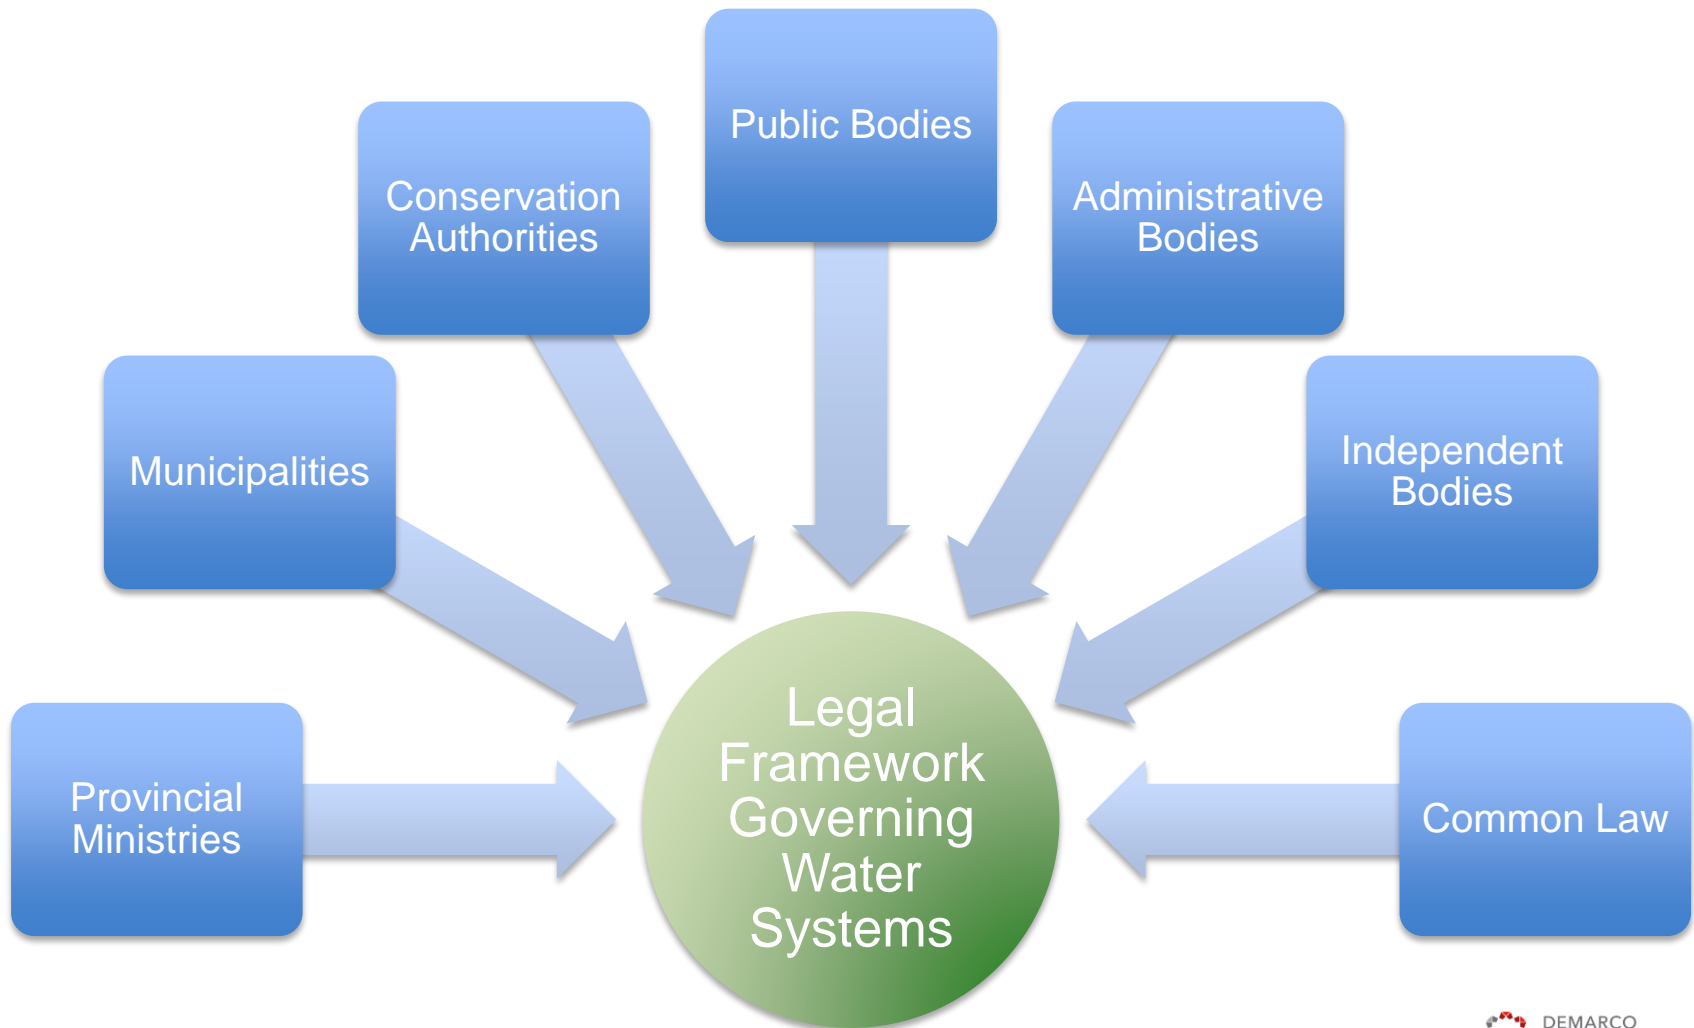 Public Bodies
Conservation
Authorities
Administrative
Bodies
Municipalities
Independent
Bodies
Provincial
Ministries
Legal
Framework
Governing
Water
Systems
Common Law
DEMARCO